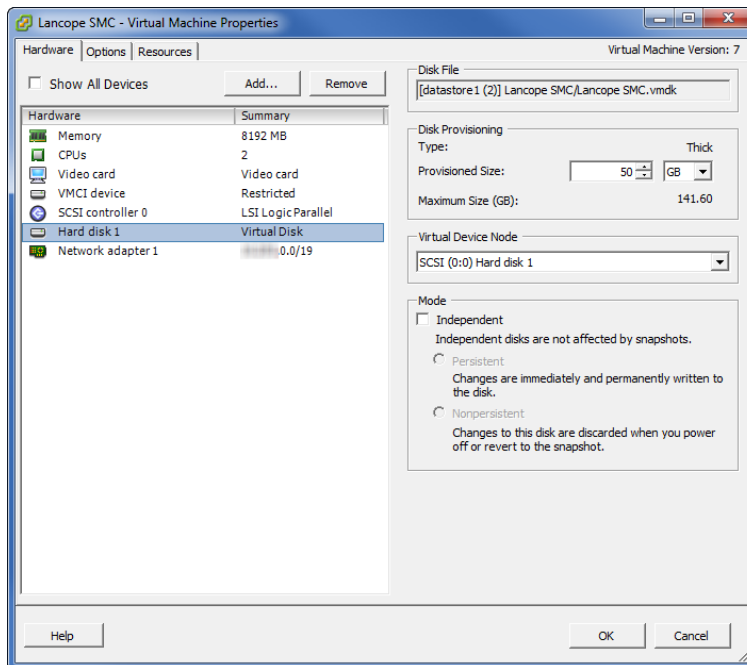 Lancope SMC - Virtual Machine Properties
Hardware Options Resources Virtual Machine Version: 7
Show All Devices Add... Remove
Hardware Summary
Memory 8192 MB
CPUs 2
Video card Video card
VMCI device Restricted
SCSI controller 0 LSI Logic Parallel
Hard disk 1 Virtual Disk
Network adapter 1 .0.0/19
Disk File
[datastore1 (2)] Lancope SMC/Lancope SMC.vmdk
Disk Provisioning
Type: Thick
Provisioned Size: 50 GB
Maximum Size (GB): 141.60
Virtual Device Node
SCSI (0:0) Hard disk 1
Mode
Independent
Independent disks are not affected by snapshots.
Persistent
Changes are immediately and permanently written to
the disk.
Nonpersistent
Changes to this disk are discarded when you power
off or revert to the snapshot.
Help OK Cancel